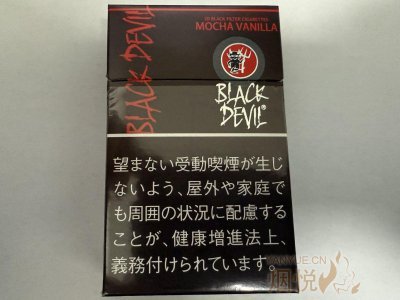 20 BLACK FILTER CIGARETTES
MOCHA VANILLA
BLACK DEVIL
BLACK
DEVIL®
望まない受動喫煙が生じ
ないよう、屋外や家庭で
も周囲の状況に配慮する
ことが、健康増進法上、
義務付けられています。
YANYUE.CN
烟悦